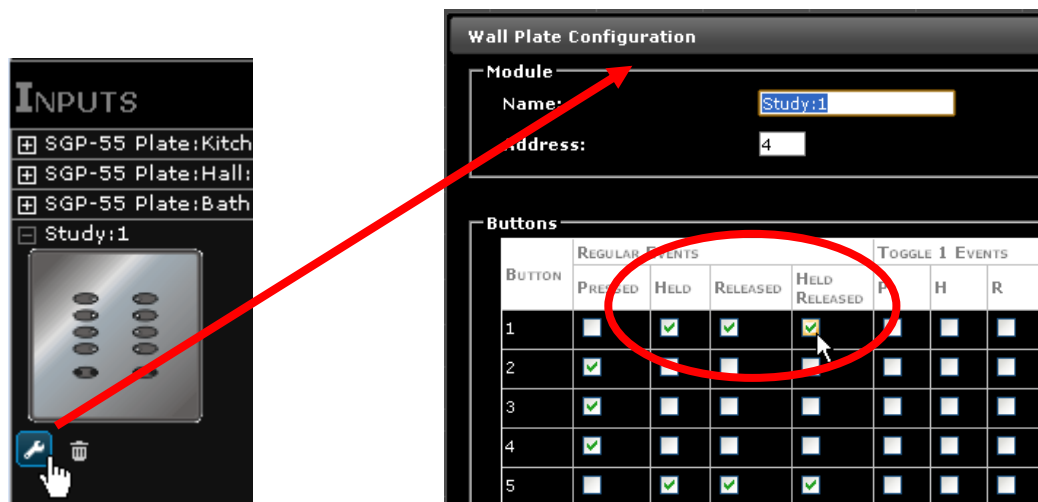 INPUTS
SGP-55 Plate:Kitch
SGP-55 Plate:Hall:
SGP-55 Plate:Bath
Study:1
Wall Plate Configuration
Module
Name: Study:1
Address: 4
Buttons
REGULAR EVENTS TOGGLE 1 EVENTS
BUTTON PRESSED HELD RELEASED HELD RELEASED P H R
1
2
3
4
5